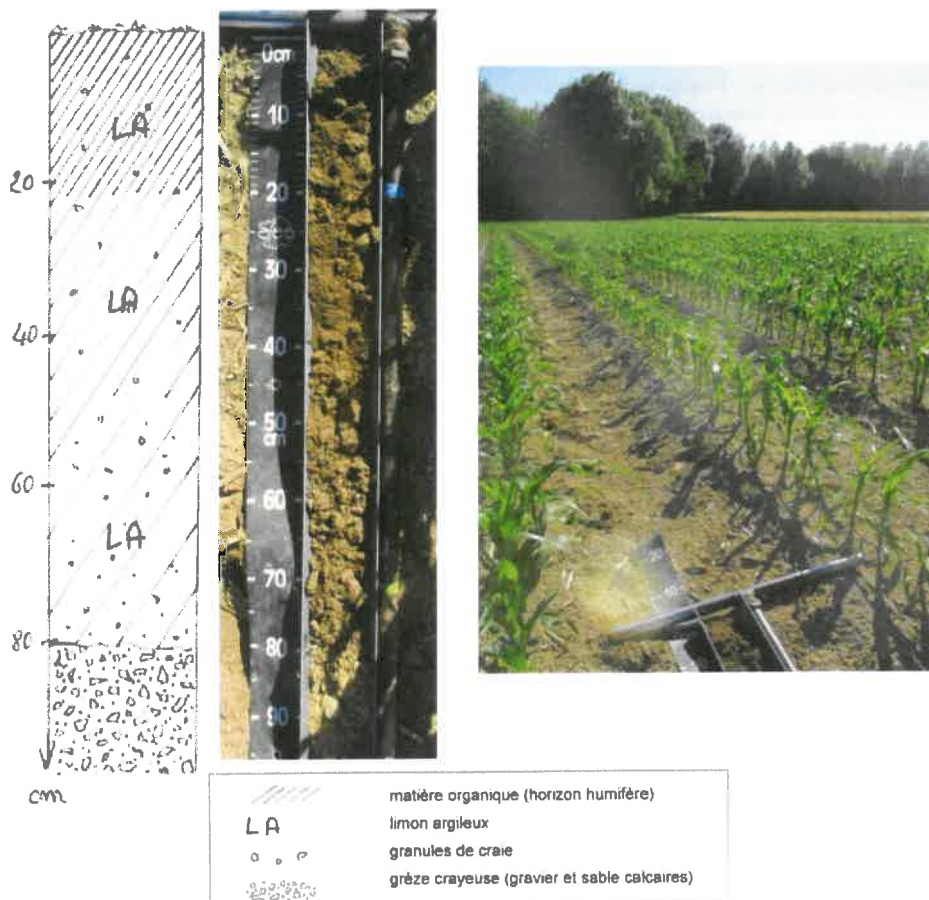 LA
20
LA
40
60
LA
80
cm
0cm
10
20
30
40
50
cm
60
70
80
90
matière organique (horizon humifère)
LA
limon argileux
granules de craie
grèze crayeuse (gravier et sable calcaires)